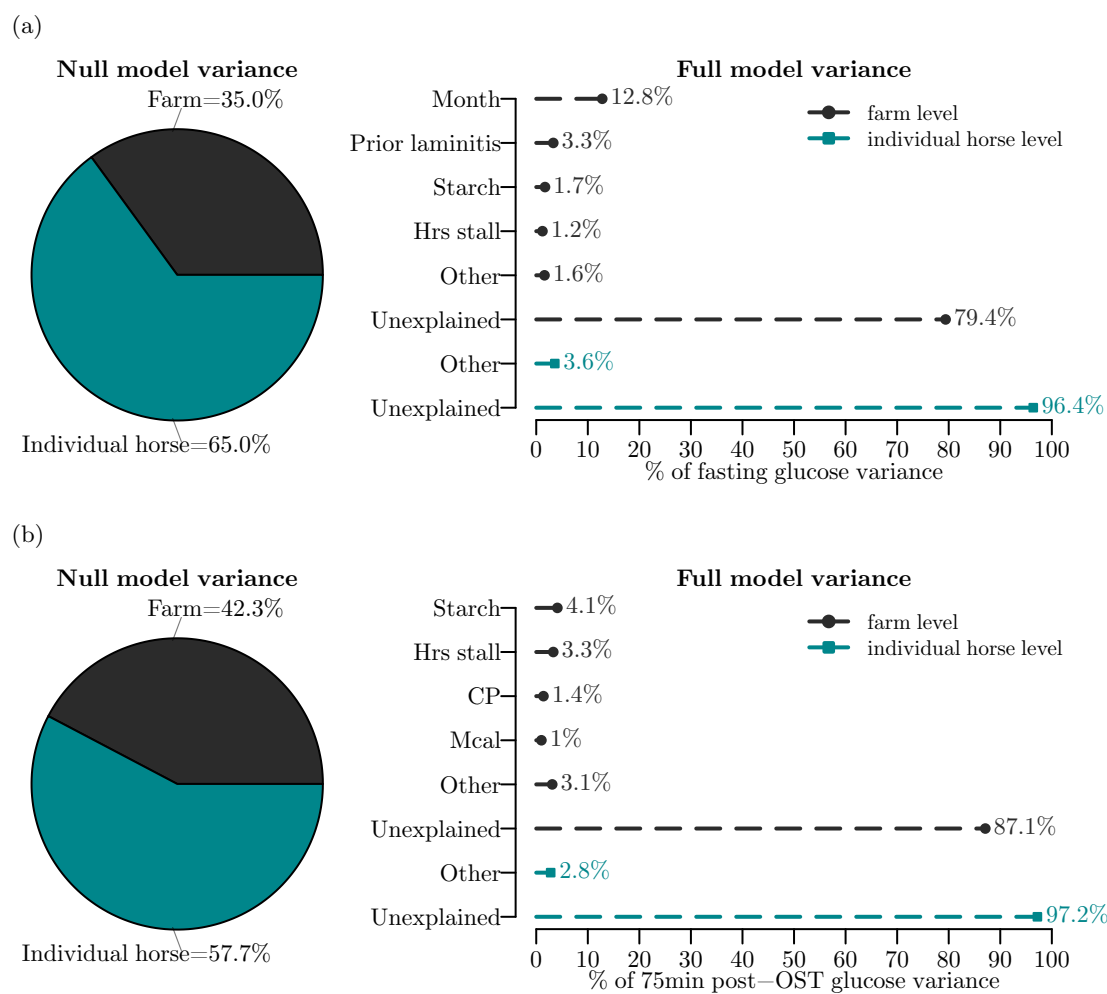 (a)
Null model variance
Farm=35.0%
Individual horse=65.0%
Full model variance
farm level
individual horse level
Month 12.8%
Prior laminitis 3.3%
Starch 1.7%
Hrs stall 1.2%
Other 1.6%
Unexplained 79.4%
Other 3.6%
Unexplained 96.4%
0 10 20 30 40 50 60 70 80 90 100
% of fasting glucose variance
(b)
Null model variance
Farm=42.3%
Individual horse=57.7%
Full model variance
farm level
individual horse level
Starch 4.1%
Hrs stall 3.3%
CP 1.4%
Mcal 1%
Other 3.1%
Unexplained 87.1%
Other 2.8%
Unexplained 97.2%
0 10 20 30 40 50 60 70 80 90 100
% of 75min post−OST glucose variance